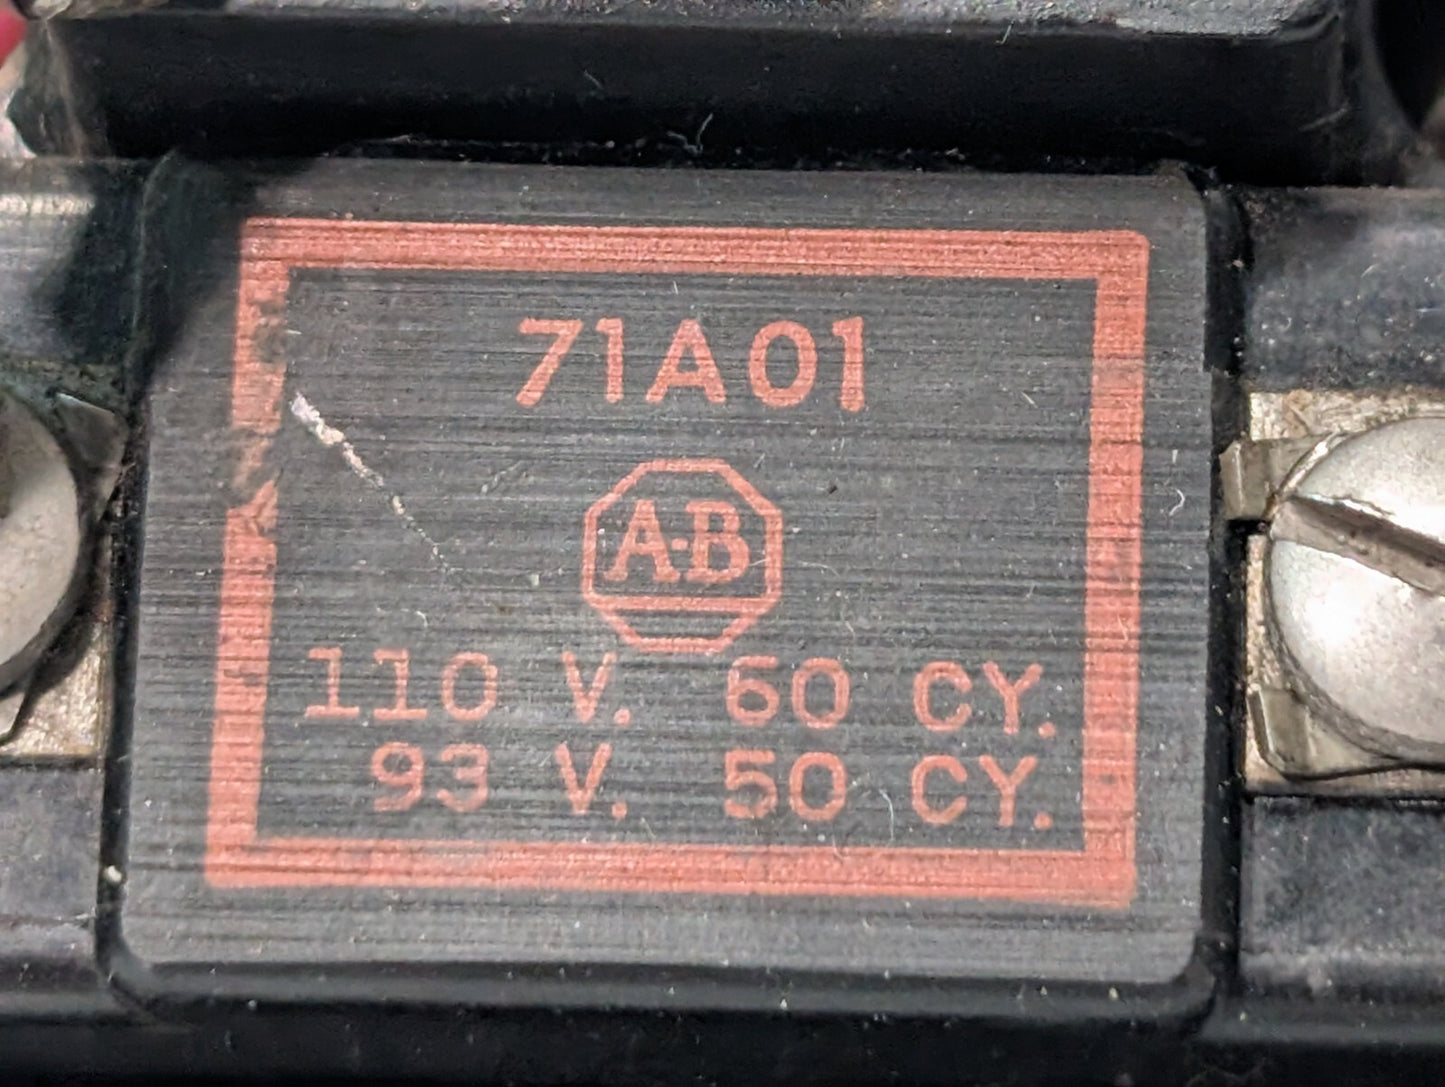 71A01
A-B
110 V. 60 CY.
93 V. 50 CY.